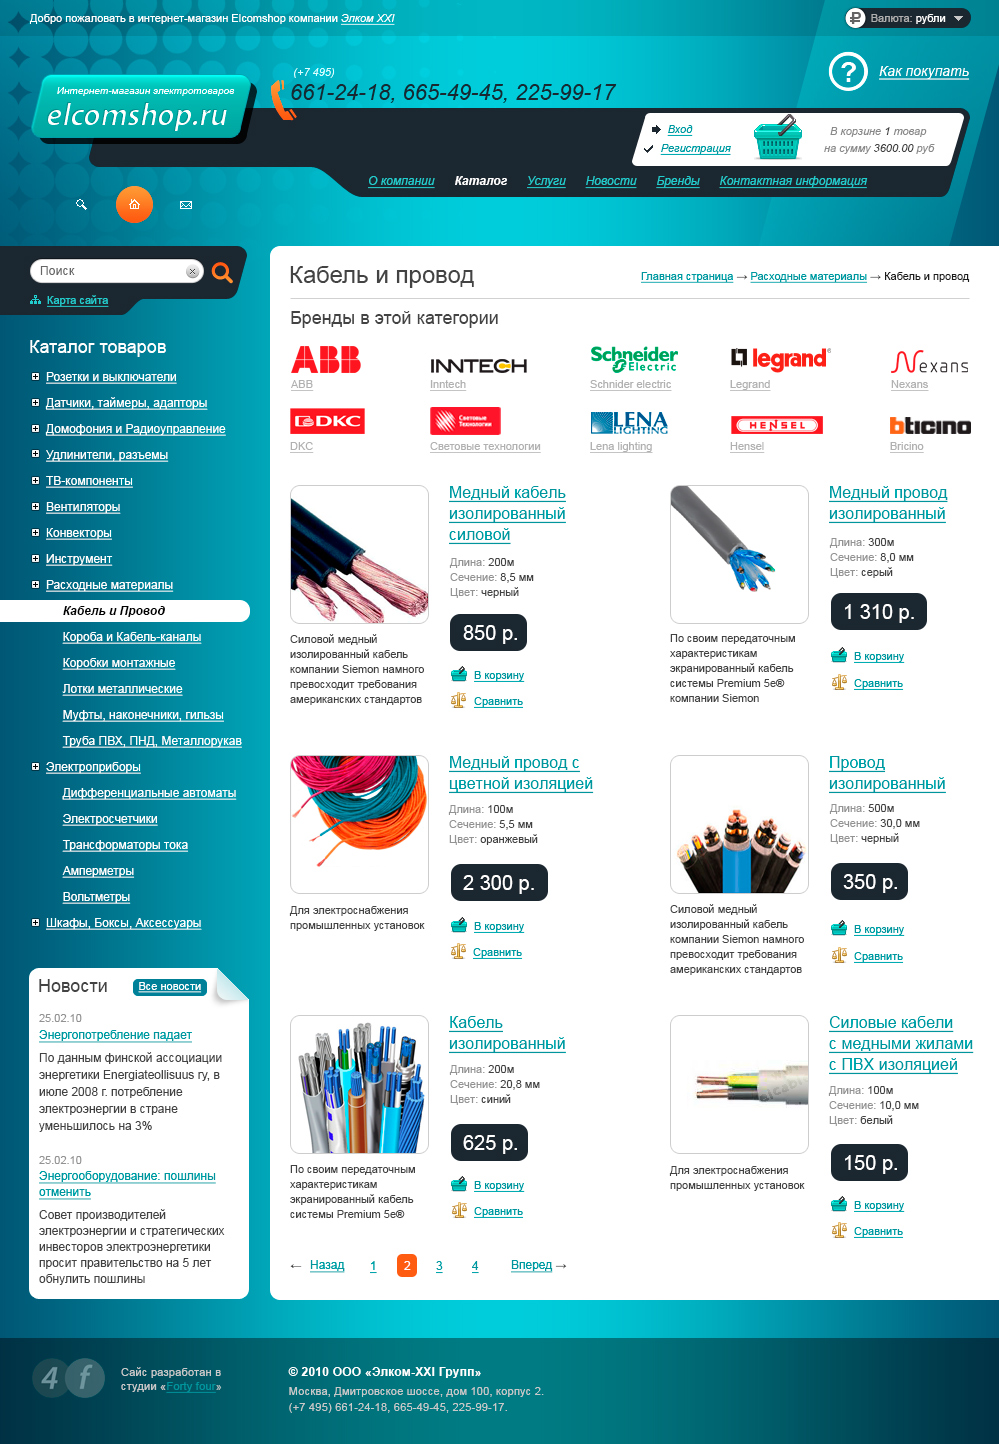 Добро пожаловать в интернет-магазин Elcomshop компании Элком XXI
Валюта: рубли
(+7 495)
661-24-18, 665-49-45, 225-99-17
Как покупать
Интернет-магазин электротоваров
elcomshop.ru
Вход
Регистрация
В корзине 1 товар
на сумму 3600.00 руб
О компании Каталог Услуги Новости Бренды Контактная информация
Поиск
Карта сайта
Каталог товаров
Розетки и выключатели
Датчики, таймеры, адапторы
Домофония и Радиоуправление
Удлинители, разъемы
ТВ-компоненты
Вентиляторы
Конвекторы
Инструмент
Расходные материалы
Кабель и Провод
Короба и Кабель-каналы
Коробки монтажные
Лотки металлические
Муфты, наконечники, гильзы
Труба ПВХ, ПНД, Металлорукав
Электроприборы
Дифференциальные автоматы
Электросчетчики
Трансформаторы тока
Амперметры
Вольтметры
Шкафы, Боксы, Аксессуары
Новости
Все новости
25.02.10
Энергопотребление падает
По данным финской ассоциации
энергетики Energiateollisuus ry, в
июле 2008 г. потребление
электроэнергии в стране
уменьшилось на 3%
25.02.10
Энергооборудование: пошлины
отменить
Совет производителей
электроэнергии и стратегических
инвесторов электроэнергетики
просит правительство на 5 лет
обнулить пошлины
Кабель и провод
Главная страница → Расходные материалы → Кабель и провод
Бренды в этой категории
ABB
INNTECH
Schneider
Electric
legrand
Nexans
ABB
Inntech
Schnider electric
Legrand
Nexans
DKC
Световые
Технологии
LENA
LIGHTING
HENSEL
bticino
DKC
Световые технологии
Lena lighting
Hensel
Bricino
Медный кабель
изолированный
силовой
Длина: 200м
Сечение: 8,5 мм
Цвет: черный
850 р.
В корзину
Сравнить
Силовой медный
изолированный кабель
компании Siemon намного
превосходит требования
американских стандартов
Медный провод
изолированный
Длина: 300м
Сечение: 8,0 мм
Цвет: серый
1 310 р.
В корзину
Сравнить
По своим передаточным
характеристикам
экранированный кабель
системы Premium 5e®
компании Siemon
Медный провод с
цветной изоляцией
Длина: 100м
Сечение: 5,5 мм
Цвет: оранжевый
2 300 р.
В корзину
Сравнить
Для электроснабжения
промышленных установок
Провод
изолированный
Длина: 500м
Сечение: 30,0 мм
Цвет: черный
350 р.
В корзину
Сравнить
Силовой медный
изолированный кабель
компании Siemon намного
превосходит требования
американских стандартов
Кабель
изолированный
Длина: 200м
Сечение: 20,8 мм
Цвет: синий
625 р.
В корзину
Сравнить
По своим передаточным
характеристикам
экранированный кабель
системы Premium 5e®
Силовые кабели
с медными жилами
с ПВХ изоляцией
Длина: 100м
Сечение: 10,0 мм
Цвет: белый
150 р.
В корзину
Сравнить
Для электроснабжения
промышленных установок
← Назад 1 2 3 4 Вперед →
4f
Сайс разработан в
студии «Forty four»
© 2010 ООО «Элком-XXI Групп»
Москва, Дмитровское шоссе, дом 100, корпус 2.
(+7 495) 661-24-18, 665-49-45, 225-99-17.